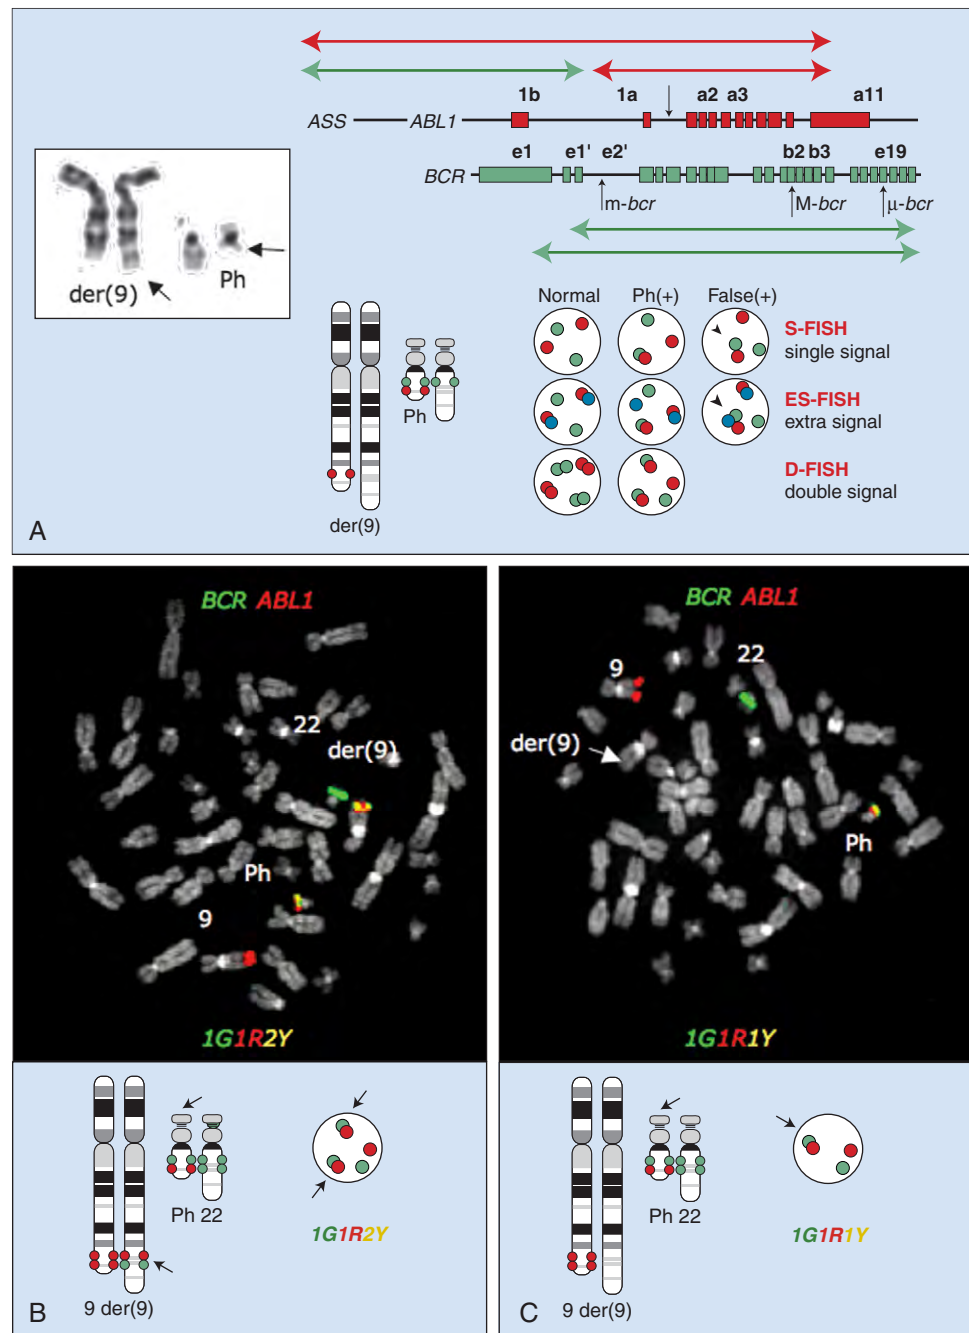 1b 1a a2 a3 a11
ASS ABL1
e1 e1' e2' b2 b3 e19
BCR
m-bcr M-bcr μ-bcr
der(9) Ph
Normal Ph(+) False(+)
S-FISH
single signal
Ph
ES-FISH
extra signal
D-FISH
double signal
der(9)
A
BCR ABL1
22
der(9)
Ph
9
1G1R2Y
BCR ABL1
9 22
der(9)
Ph
1G1R1Y
Ph 22
1G1R2Y
9 der(9)
B
Ph 22
1G1R1Y
9 der(9)
C